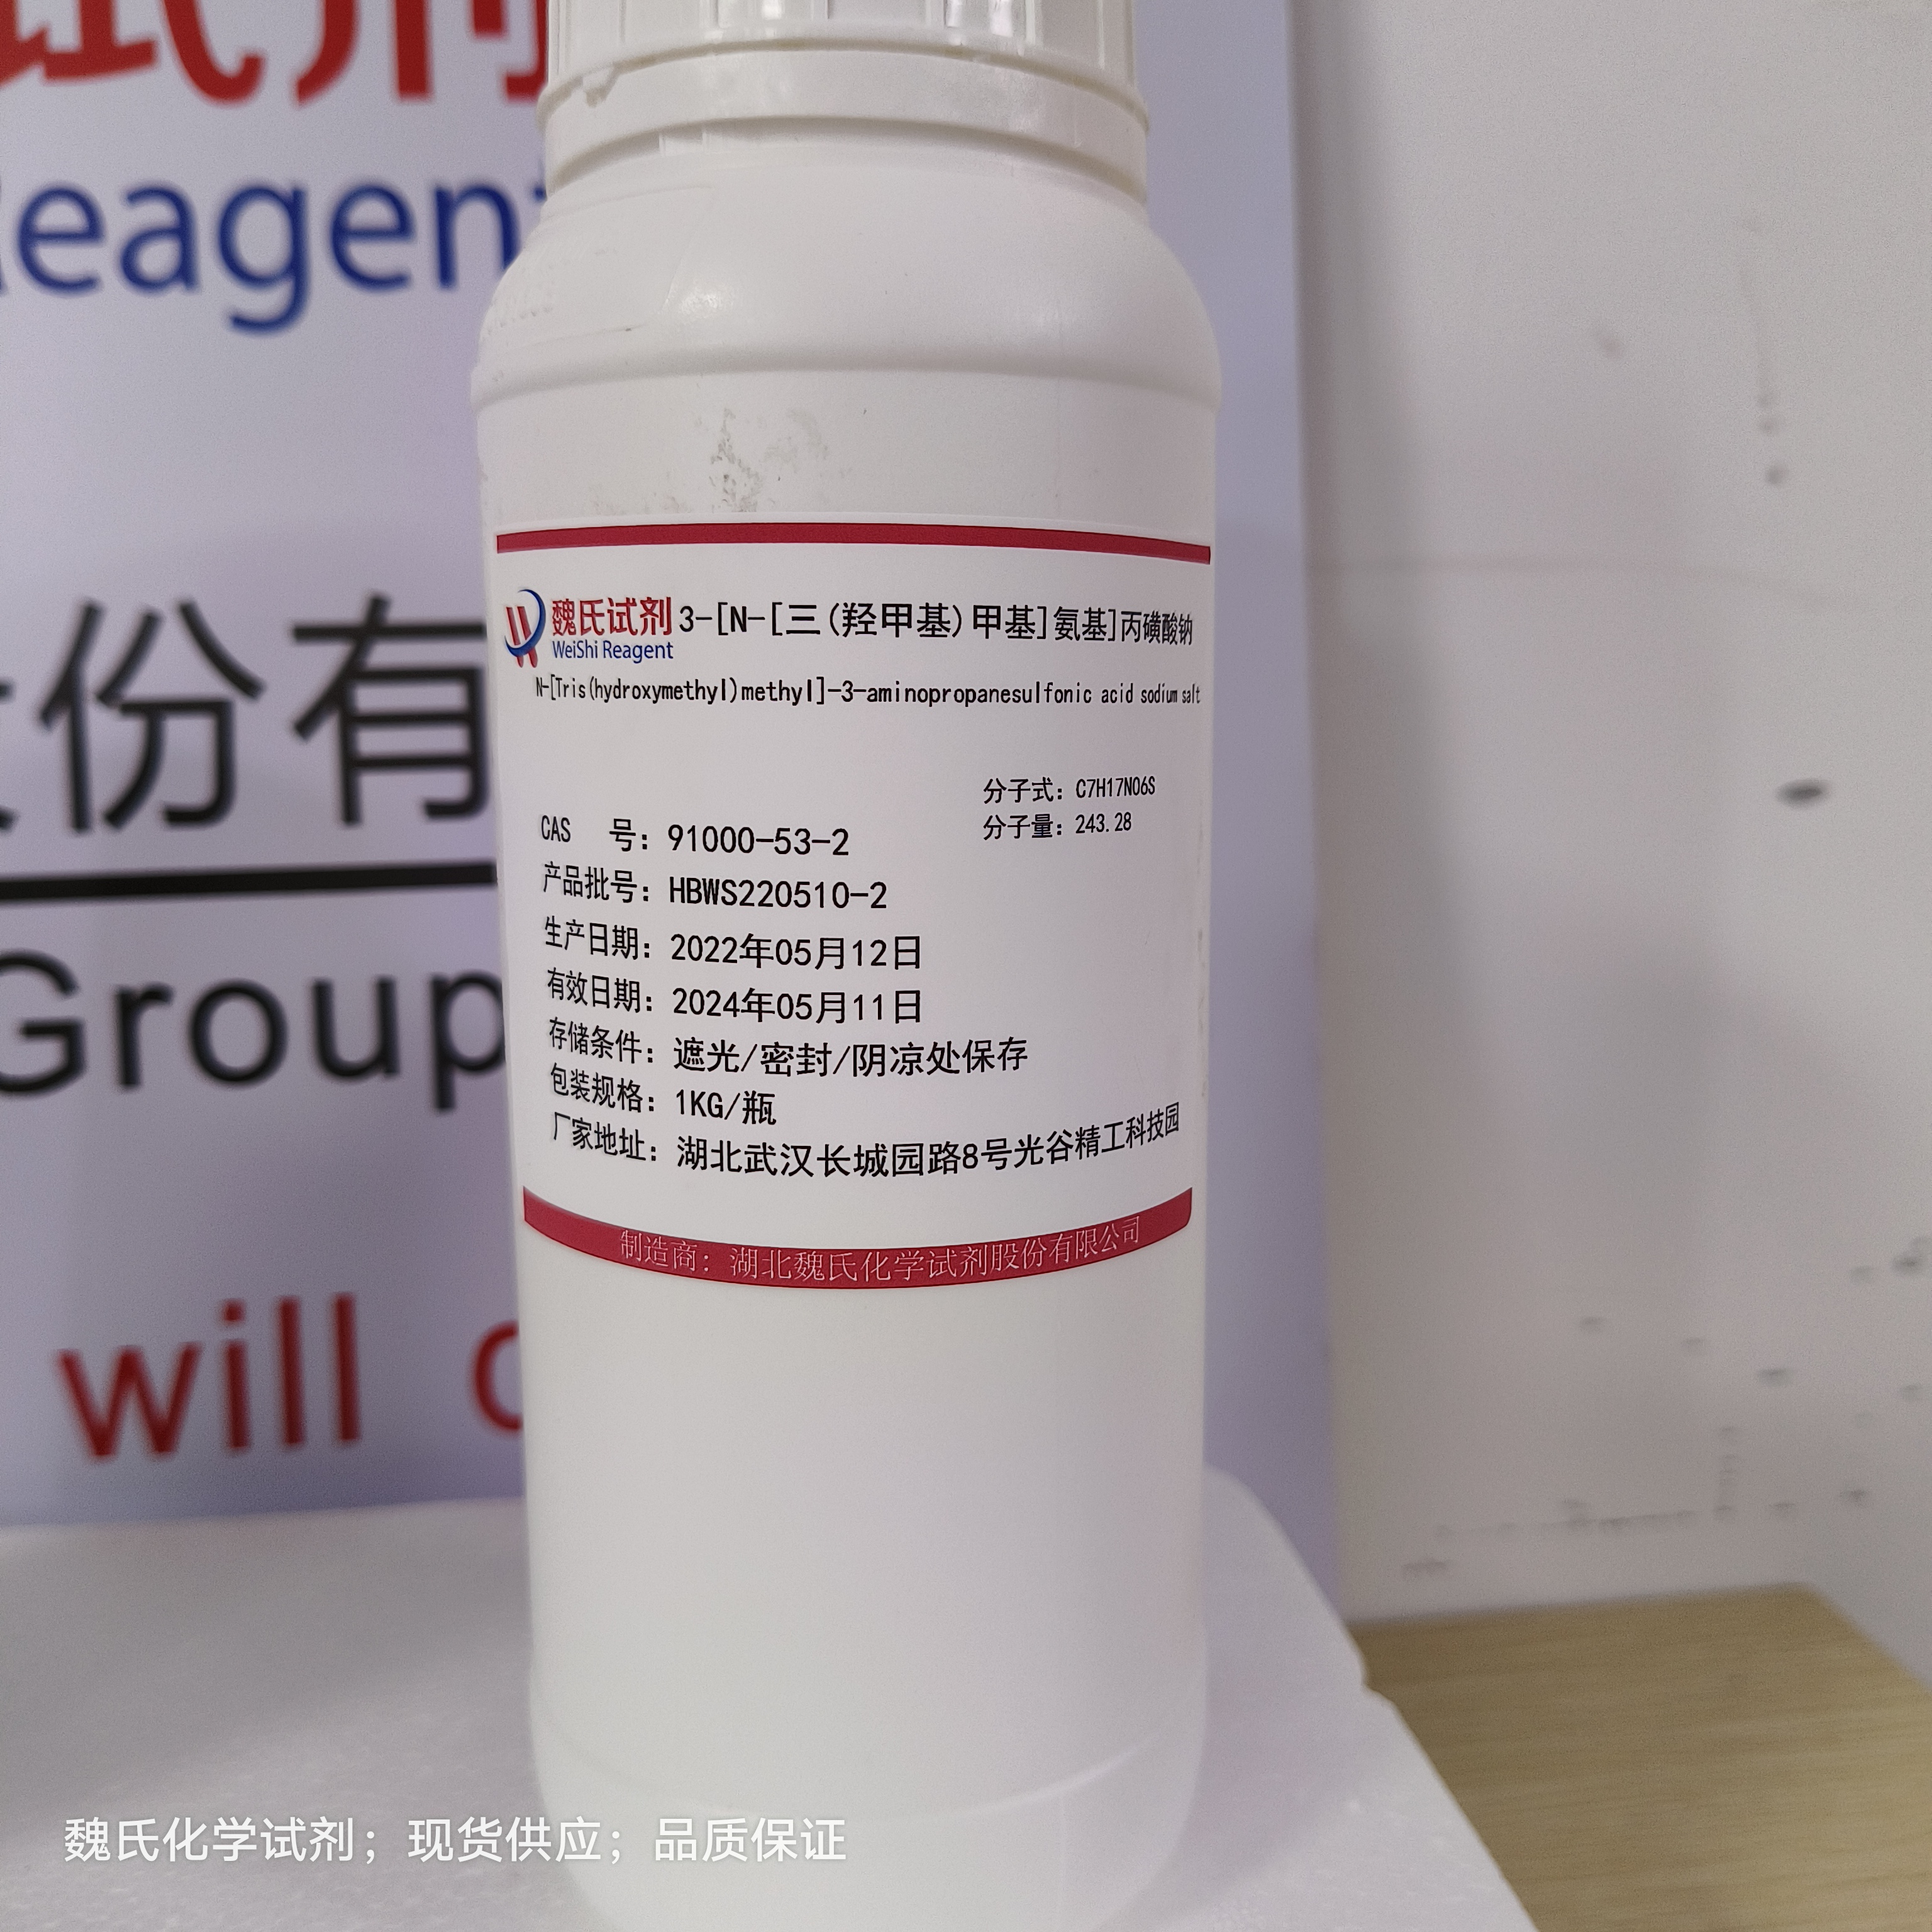 试剂
Reagent
份有
Group
will
魏氏试剂
WeiShi Reagent
3-[N-[三(羟甲基)甲基]氨基]丙磺酸钠
N-[Tris(hydroxymethyl)methyl]-3-aminopropanesulfonic acid sodium salt
分子式：C7H17NO6S
分子量：243.28
CAS 号：91000-53-2
产品批号：HBWS220510-2
生产日期：2022年05月12日
有效日期：2024年05月11日
存储条件：遮光/密封/阴凉处保存
包装规格：1KG/瓶
厂家地址：湖北武汉长城园路8号光谷精工科技园
制造商：湖北魏氏化学试剂股份有限公司
魏氏化学试剂；现货供应；品质保证